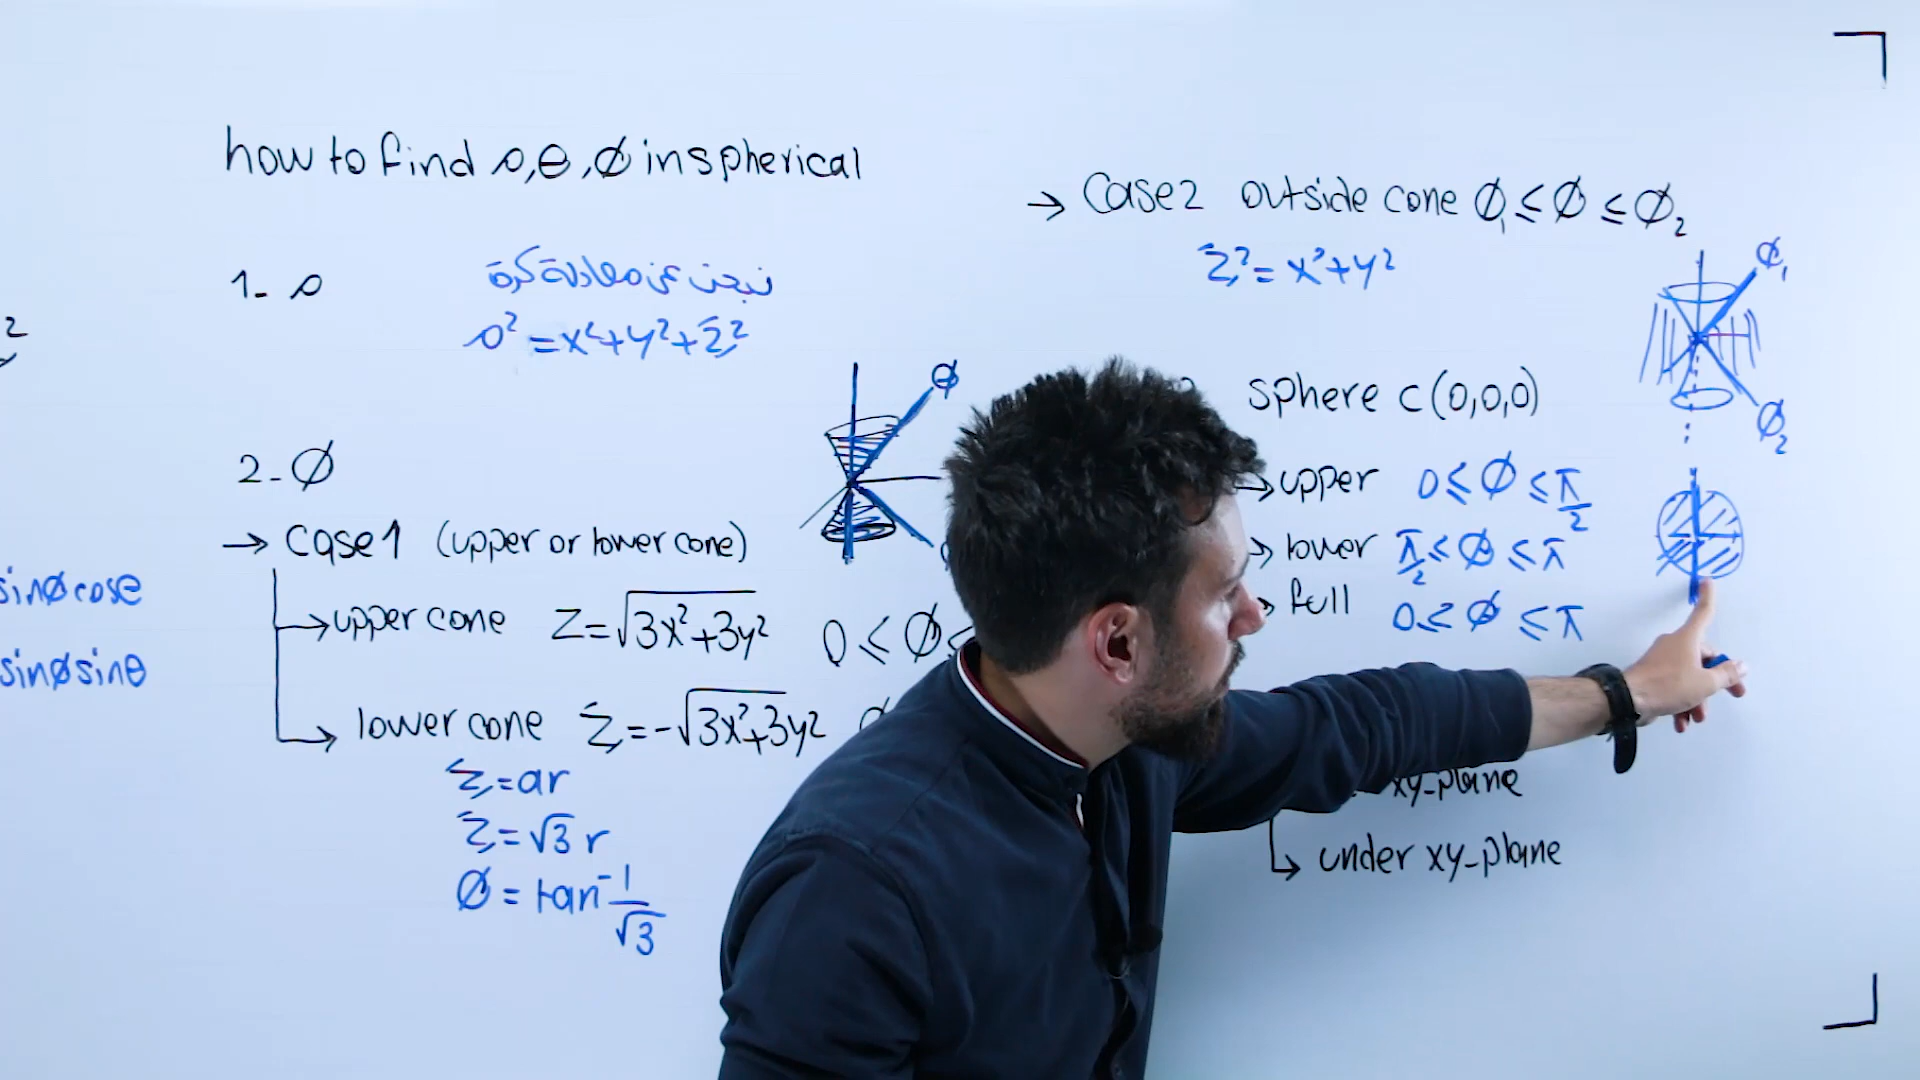 2
sinØcosθ
sinØsinθ
how to find ρ,θ,Ø in spherical
1- ρ
نبحث عن معادلة كرة
ρ² = x²+y²+z²
2- Ø
→ Case1 (upper or lower cone)
→ upper cone z=√3x²+3y² 0 ≤ Ø ≤
→ lower cone z=-√3x²+3y²
z=ar
z=√3 r
Ø = tan⁻¹ 1/√3
Ø
→ Case2 outside cone Ø₁ ≤ Ø ≤ Ø₂
z² = x²+y²
Ø₁
Ø₂
sphere c(0,0,0)
→ upper 0 ≤ Ø ≤ π/2
→ lower π/2 ≤ Ø ≤ π
→ full 0 ≤ Ø ≤ π
xy-plane
→ under xy-plane